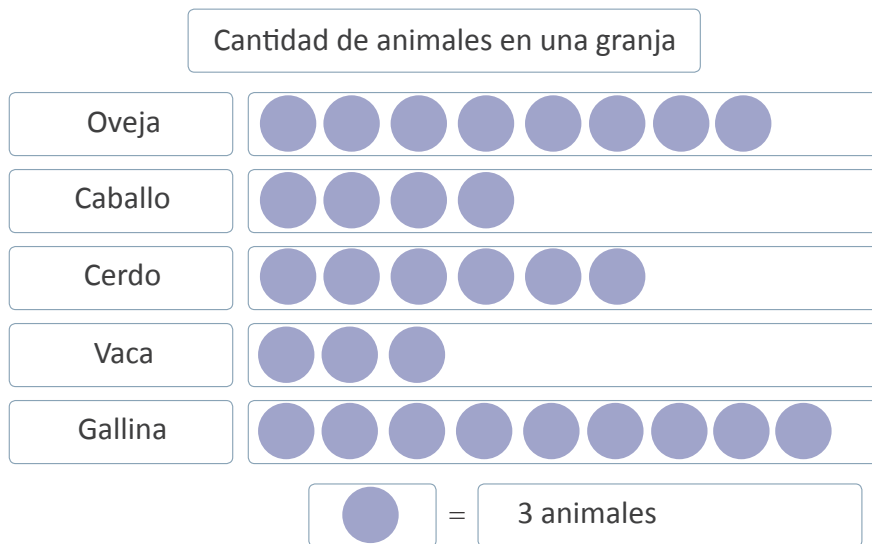 Cantidad de animales en una granja
Oveja
Caballo
Cerdo
Vaca
Gallina
= 3 animales